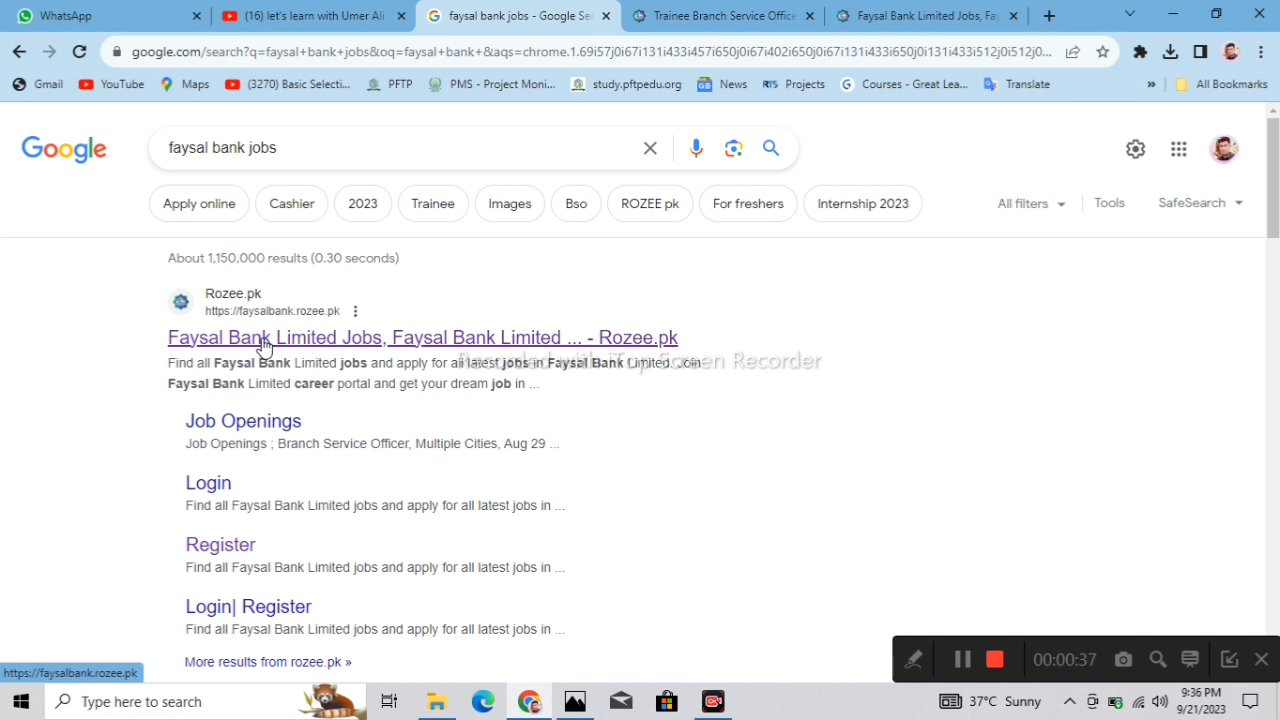 WhatsApp
(16) let's learn with Umer Ali
faysal bank jobs - Google Se
Trainee Branch Service Office
Faysal Bank Limited Jobs, Fay
google.com/search?q=faysal+bank+jobs&oq=faysal+bank+&aqs=chrome.1.69i57j0i67i131i433i457i650j0i67i402i650j0i67i131i433i650j0i131i433i512j0i512j0...
Gmail
YouTube
Maps
(3270) Basic Selecti...
PFTP
PMS - Project Moni...
study.pftpedu.org
News
RTS Projects
Courses - Great Lea...
Translate
»
All Bookmarks
Google
faysal bank jobs
Apply online
Cashier
2023
Trainee
Images
Bso
ROZEE pk
For freshers
Internship 2023
All filters
Tools
SafeSearch
About 1,150,000 results (0.30 seconds)
Rozee.pk
https://faysalbank.rozee.pk
Faysal Bank Limited Jobs, Faysal Bank Limited ... - Rozee.pk
Find all Faysal Bank Limited jobs and apply for all latest jobs in Faysal Bank Limited. Join
Faysal Bank Limited career portal and get your dream job in ...
Recorded with iTop Screen Recorder
Job Openings
Job Openings ; Branch Service Officer, Multiple Cities, Aug 29 ...
Login
Find all Faysal Bank Limited jobs and apply for all latest jobs in ...
Register
Find all Faysal Bank Limited jobs and apply for all latest jobs in ...
Login| Register
Find all Faysal Bank Limited jobs and apply for all latest jobs in ...
More results from rozee.pk »
00:00:37
https://faysalbank.rozee.pk
Type here to search
37°C Sunny
9:36 PM
9/21/2023